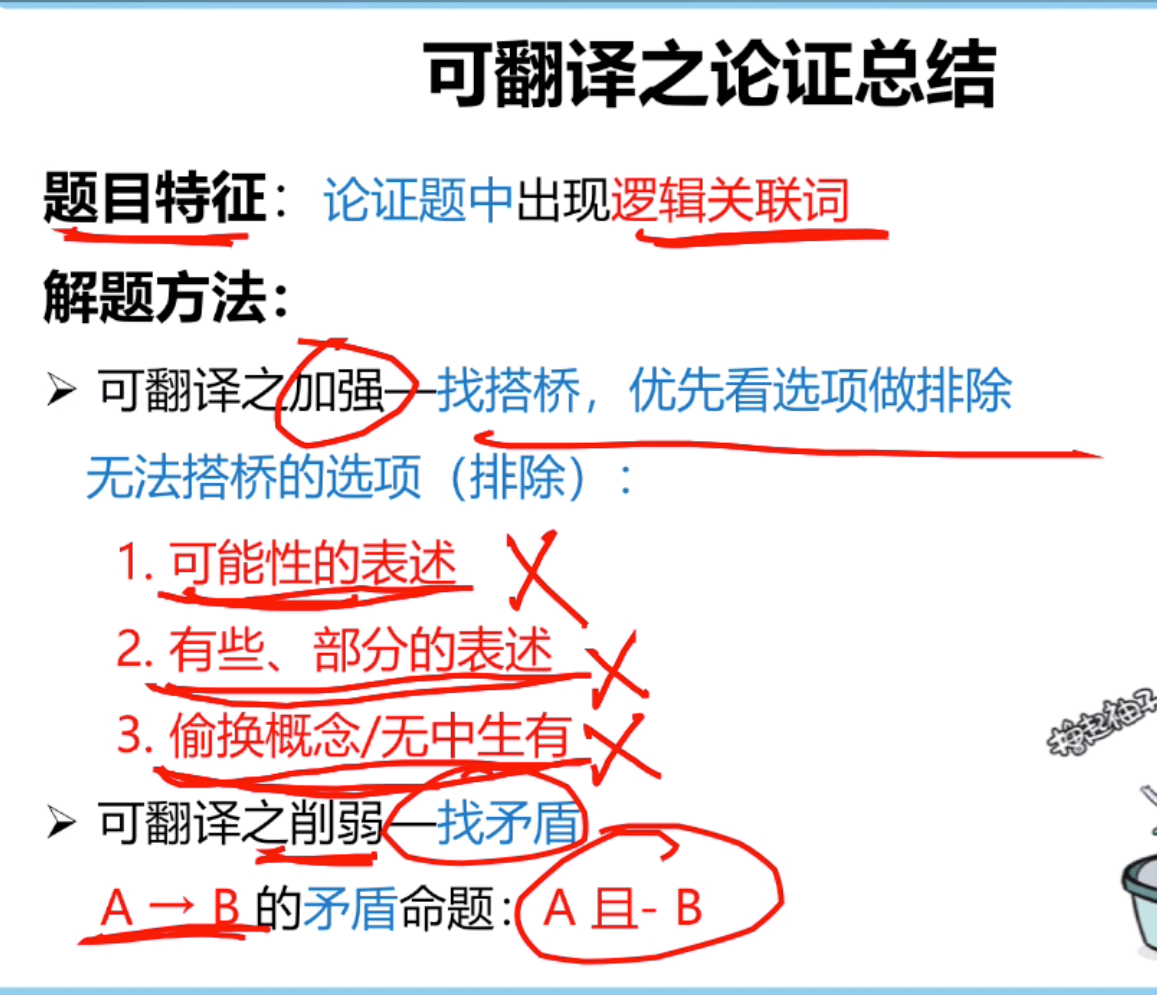 可翻译之论证总结
题目特征：论证题中出现逻辑关联词
解题方法：
➢ 可翻译之加强—找搭桥，优先看选项做排除
无法搭桥的选项（排除）：
1. 可能性的表述
2. 有些、部分的表述
3. 偷换概念/无中生有
撸起袖子
➢ 可翻译之削弱—找矛盾
A → B 的矛盾命题：A 且- B